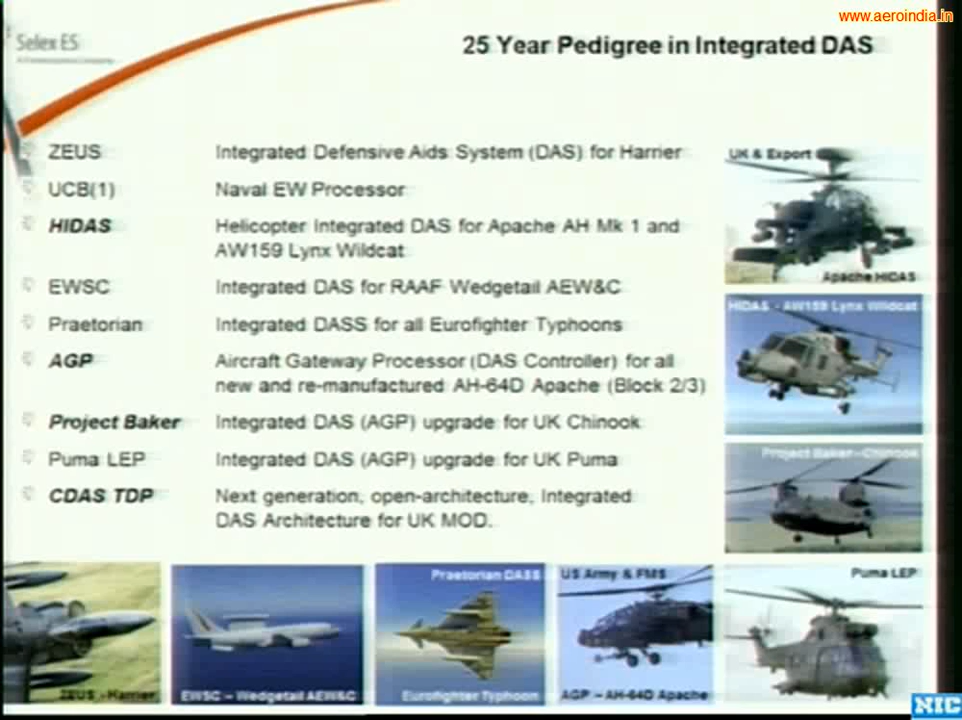 www.aeroindia.in
Selex ES
25 Year Pedigree in Integrated DAS
ZEUS Integrated Defensive Aids System (DAS) for Harrier
UCB(1) Naval EW Processor
HIDAS Helicopter Integrated DAS for Apache AH Mk 1 and
AW159 Lynx Wildcat
EWSC Integrated DAS for RAAF Wedgetail AEW&C
Praetorian Integrated DASS for all Eurofighter Typhoons
AGP Aircraft Gateway Processor (DAS Controller) for all
new and re-manufactured AH-64D Apache (Block 2/3)
Project Baker Integrated DAS (AGP) upgrade for UK Chinook
Puma LEP Integrated DAS (AGP) upgrade for UK Puma
CDAS TDP Next generation, open-architecture, Integrated
DAS Architecture for UK MOD.
UK & Export
Apache HIDAS
HIDAS - AW159 Lynx Wildcat
Project Baker - Chinook
ZEUS - Harrier
EWSC – Wedgetail AEW&C
Praetorian DASS
Eurofighter Typhoon
US Army & FMS
AGP – AH-64D Apache
Puma LEP
NIC